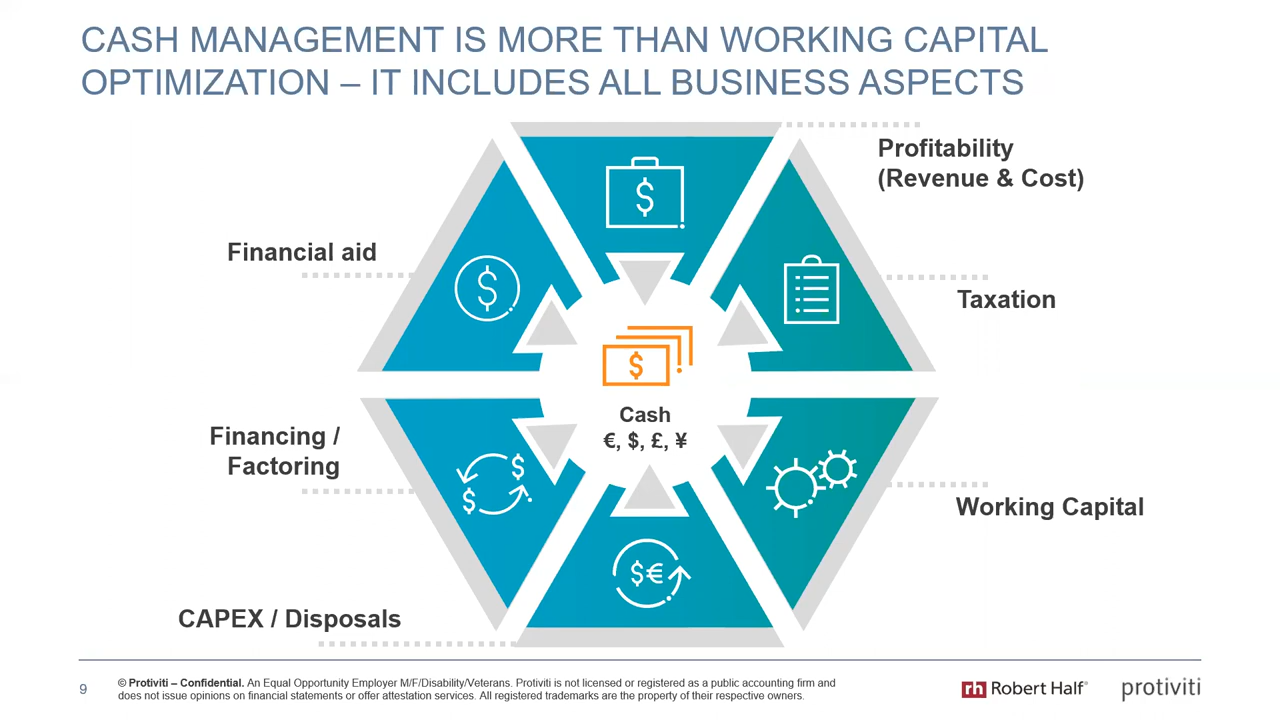 CASH MANAGEMENT IS MORE THAN WORKING CAPITAL
OPTIMIZATION – IT INCLUDES ALL BUSINESS ASPECTS
Profitability
(Revenue & Cost)
$
Financial aid
$
Taxation
$
Cash
€, $, £, ¥
Financing /
Factoring
$
$
Working Capital
$€
CAPEX / Disposals
9
© Protiviti – Confidential. An Equal Opportunity Employer M/F/Disability/Veterans. Protiviti is not licensed or registered as a public accounting firm and
does not issue opinions on financial statements or offer attestation services. All registered trademarks are the property of their respective owners.
rh Robert Half®
protiviti